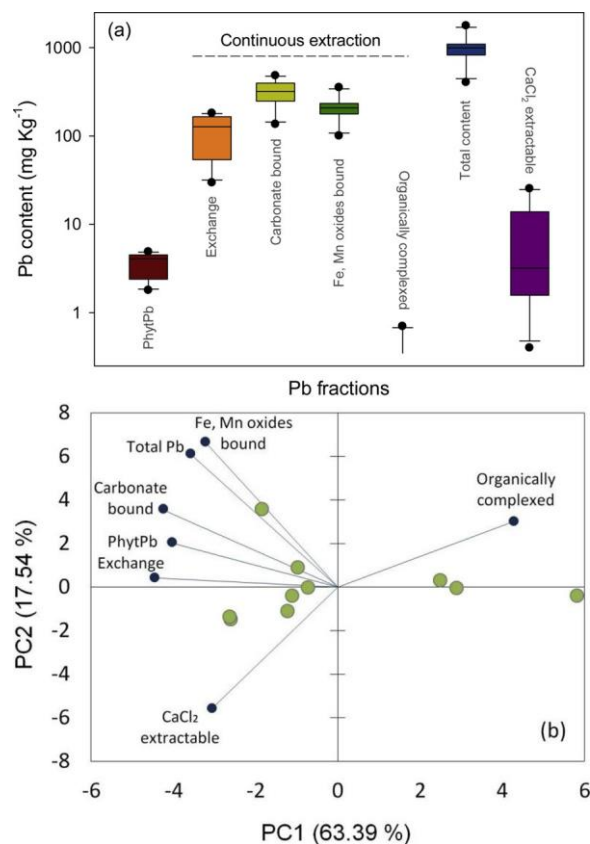 (a)
Continuous extraction
1000
100
10
1
Pb content (mg Kg⁻¹)
PhytPb
Exchange
Carbonate bound
Fe, Mn oxides bound
Organically complexed
Total content
CaCl₂ extractable
Pb fractions
8
6
4
2
0
-2
-4
-6
-8
PC2 (17.54 %)
Fe, Mn oxides
bound
Total Pb
Carbonate
bound
PhytPb
Exchange
Organically
complexed
CaCl₂
extractable
(b)
-6 -4 -2 0 2 4 6
PC1 (63.39 %)